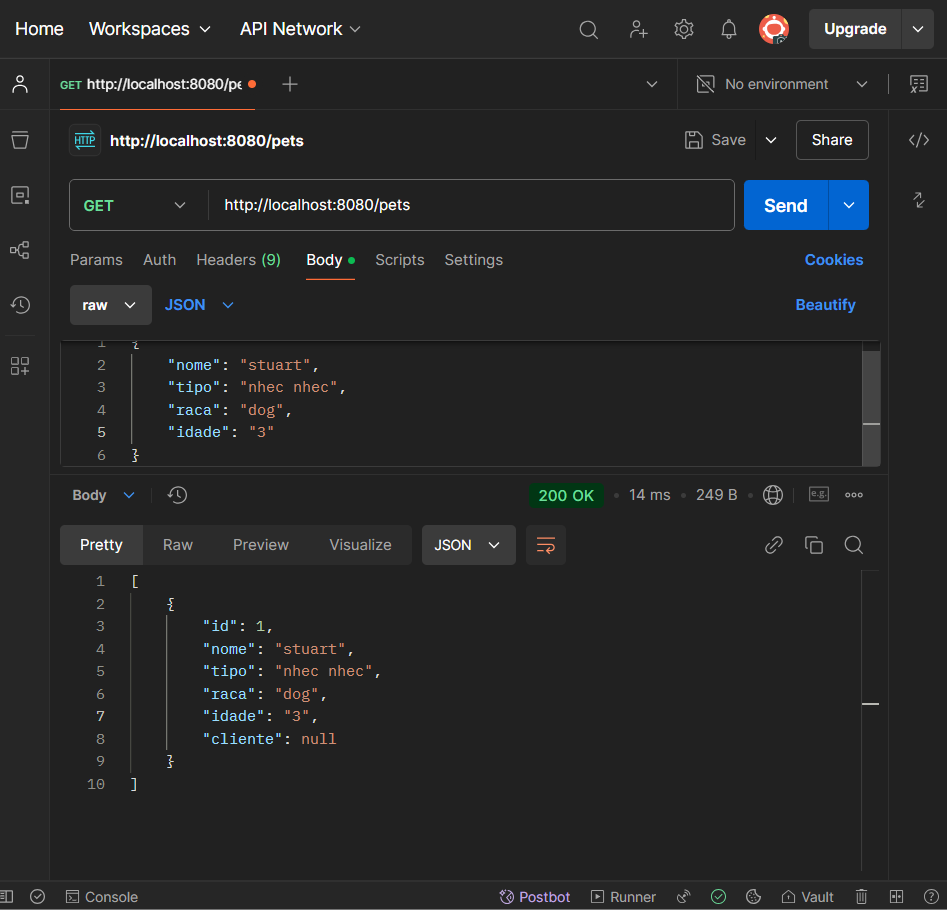 Home Workspaces API Network Upgrade
GET http://localhost:8080/pe No environment
HTTP http://localhost:8080/pets Save Share
GET http://localhost:8080/pets Send
Params Auth Headers (9) Body Scripts Settings Cookies
raw JSON Beautify
1 {
2 "nome": "stuart",
3 "tipo": "nhec nhec",
4 "raca": "dog",
5 "idade": "3"
6 }
Body 200 OK 14 ms 249 B e.g.
Pretty Raw Preview Visualize JSON
1 [
2 {
3 "id": 1,
4 "nome": "stuart",
5 "tipo": "nhec nhec",
6 "raca": "dog",
7 "idade": "3",
8 "cliente": null
9 }
10 ]
Console Postbot Runner Vault